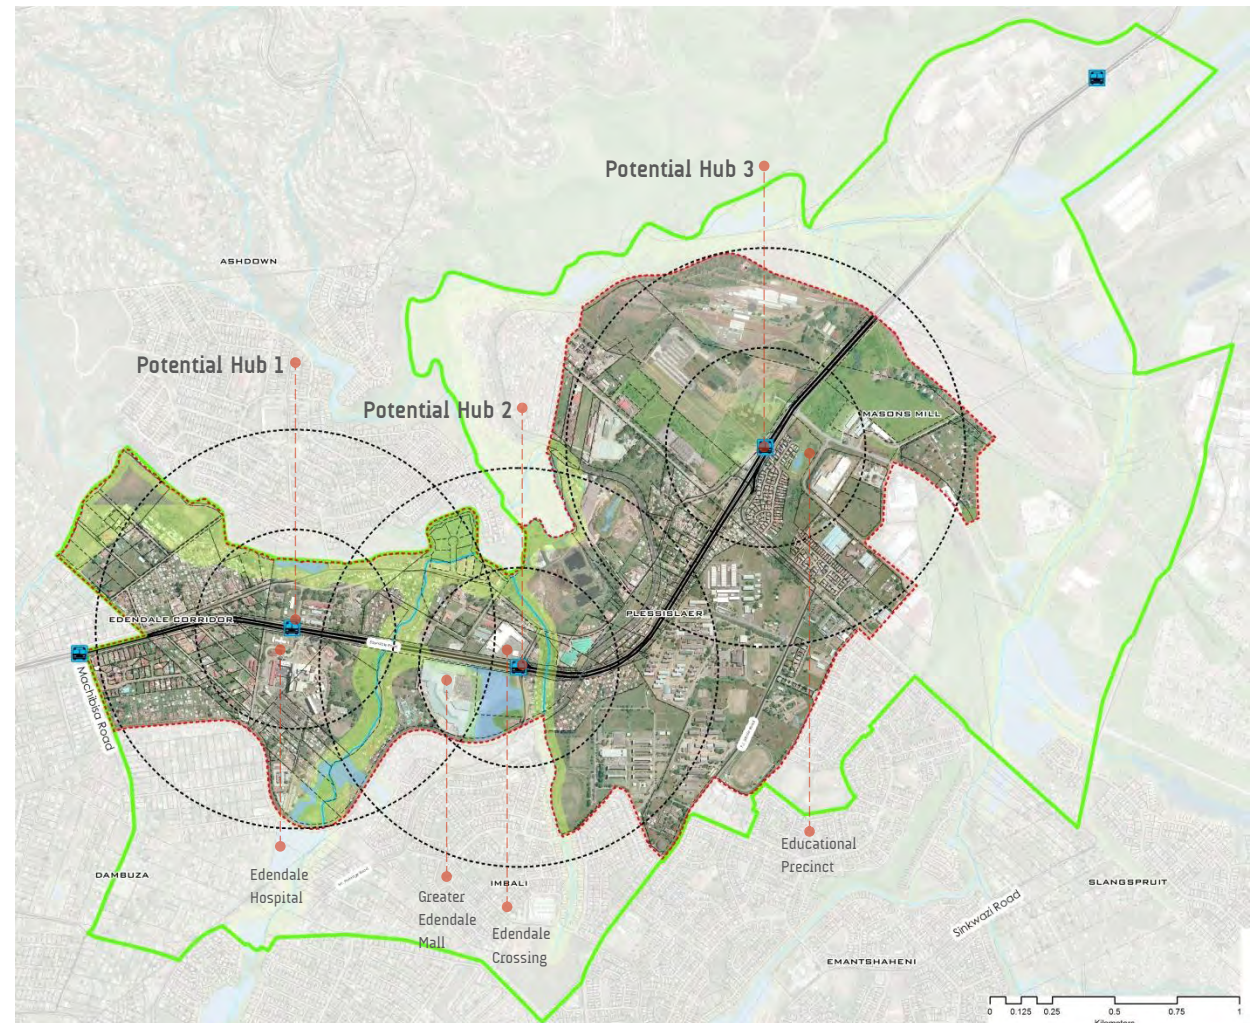 Potential Hub 3
ASHDOWN
Potential Hub 1
Potential Hub 2
MASONS MILL
EDENDALE CORRIDOR
PLESSISLAER
Machibisa Road
Educational
Precinct
DAMBUZA
Edendale
Hospital
IMBALI
Greater
Edendale
Mall
Edendale
Crossing
SLANGSPRUIT
Sinkwazi Road
EMANTSHAHENI
0 0.125 0.25 0.5 0.75 1
Kilometers